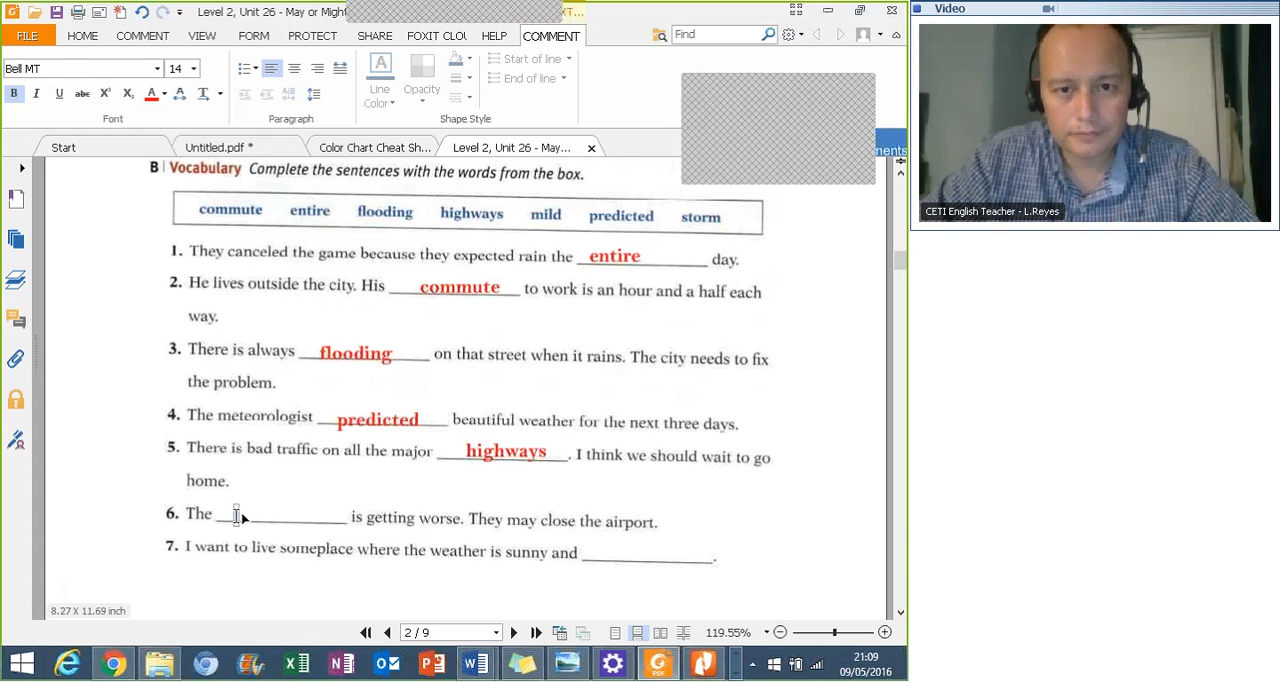 Level 2, Unit 26 - May or Might
XT...
Video
FILE HOME COMMENT VIEW FORM PROTECT SHARE FOXIT CLOU HELP COMMENT Find
Bell MT 14 Start of line
B I U abc X² X₂ A Line Color Opacity End of line
Font Paragraph Shape Style
Start Untitled.pdf * Color Chart Cheat Sh... Level 2, Unit 26 - May... ments
B | Vocabulary Complete the sentences with the words from the box.
commute entire flooding highways mild predicted storm
1. They canceled the game because they expected rain the entire day.
2. He lives outside the city. His commute to work is an hour and a half each
way.
3. There is always flooding on that street when it rains. The city needs to fix
the problem.
4. The meteorologist predicted beautiful weather for the next three days.
5. There is bad traffic on all the major highways. I think we should wait to go
home.
6. The ____________ is getting worse. They may close the airport.
7. I want to live someplace where the weather is sunny and ____________.
8.27 X 11.69 inch
2 / 9 119.55%
CETI English Teacher - L.Reyes
21:09
09/05/2016